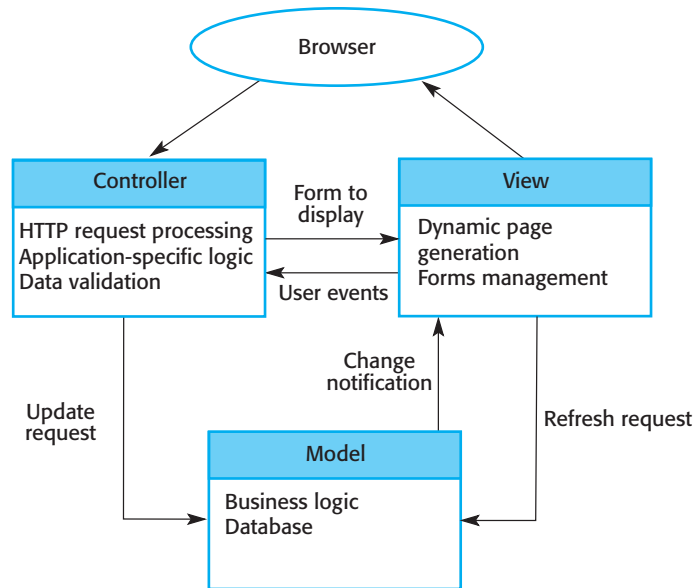 Browser
Controller
View
HTTP request processing
Application-specific logic
Data validation
Form to
display
User events
Dynamic page
generation
Forms management
Update
request
Change
notification
Refresh request
Model
Business logic
Database